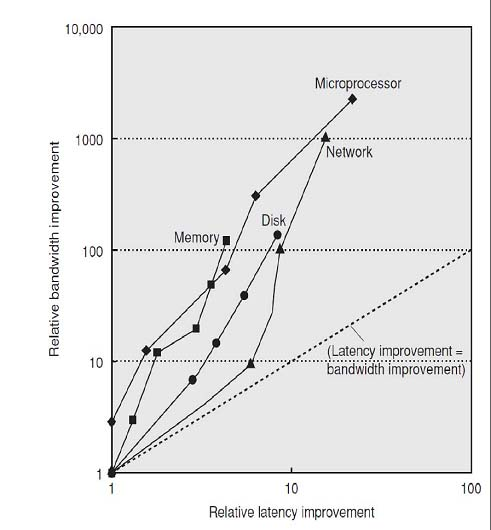 10,000
Microprocessor
1000
Network
Relative bandwidth improvement
Disk
Memory
100
(Latency improvement =
bandwidth improvement)
10
1
1
10
100
Relative latency improvement